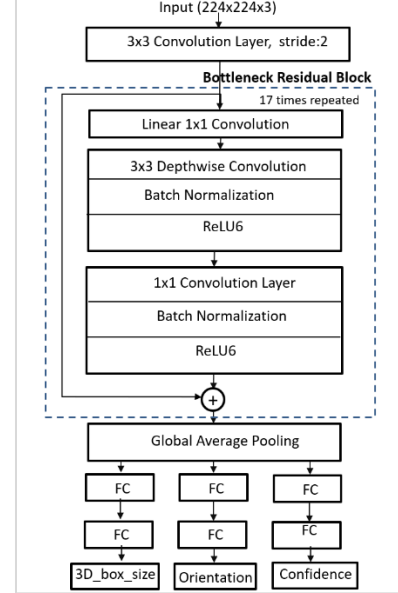 Input (224x224x3)
3x3 Convolution Layer, stride:2
Bottleneck Residual Block
17 times repeated
Linear 1x1 Convolution
3x3 Depthwise Convolution
Batch Normalization
ReLU6
1x1 Convolution Layer
Batch Normalization
ReLU6
+
Global Average Pooling
FC FC FC
FC FC FC
3D_box_size Orientation Confidence